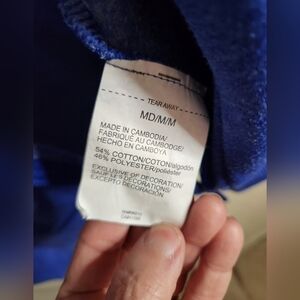 TEAR AWAY
MD/M/M
MADE IN CAMBODIA/
FABRIQUÉ AU CAMBODGE/
HECHO EN CAMBOYA
54% COTTON/COTON/algodón
46% POLYESTER/poliéster
EXCLUSIVE OF DECORATION/
SAUF LES DÉCORATIONS/
EXCEPTO DECORACIÓN